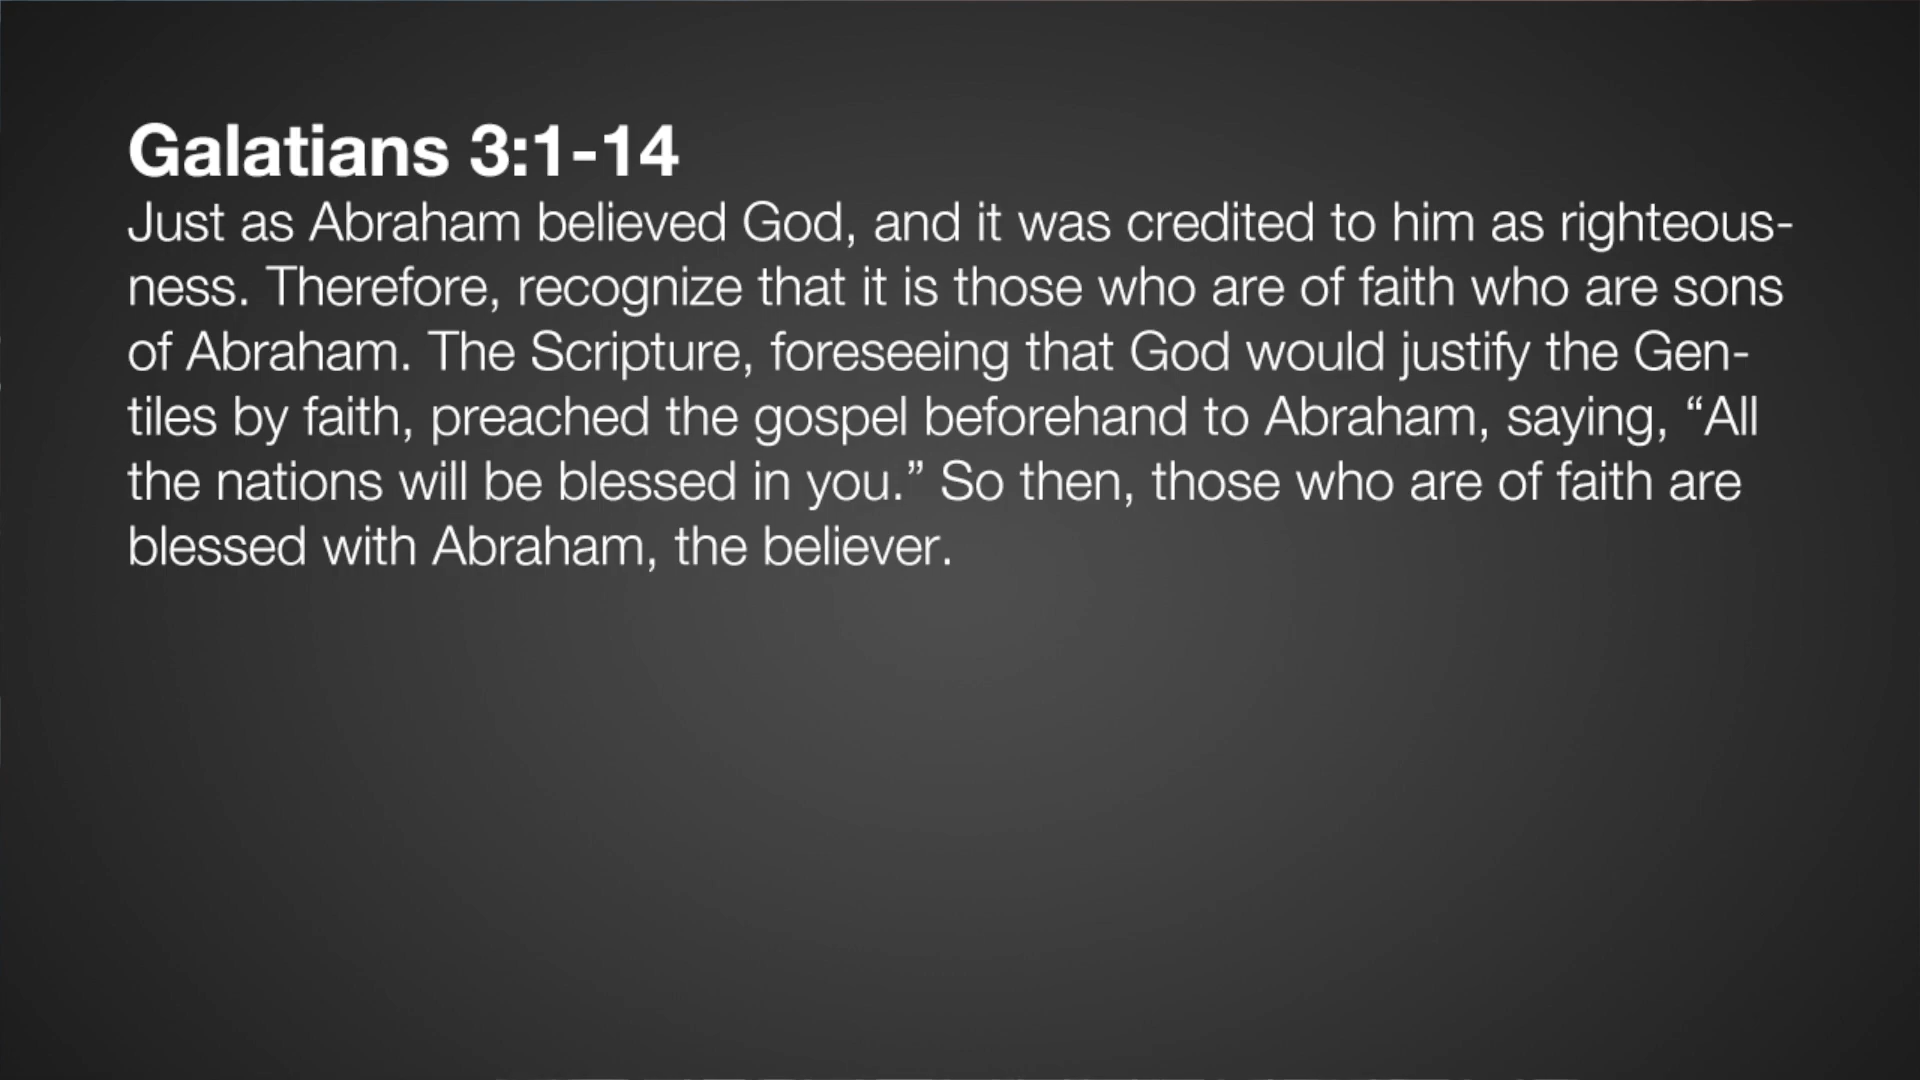 Galatians 3:1-14
Just as Abraham believed God, and it was credited to him as righteous-
ness. Therefore, recognize that it is those who are of faith who are sons
of Abraham. The Scripture, foreseeing that God would justify the Gen-
tiles by faith, preached the gospel beforehand to Abraham, saying, “All
the nations will be blessed in you.” So then, those who are of faith are
blessed with Abraham, the believer.